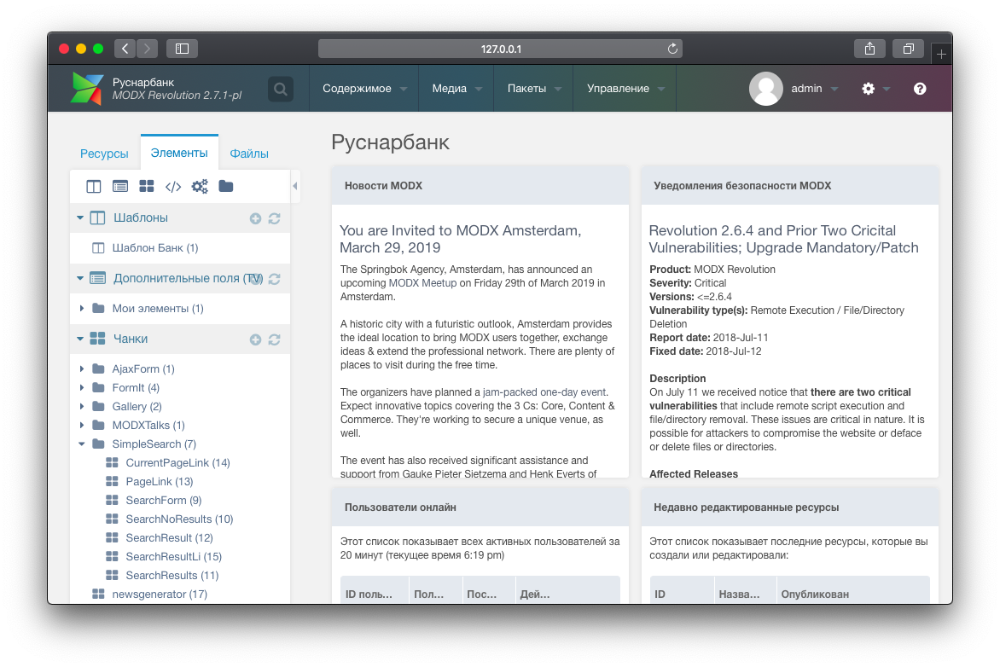 127.0.0.1
Руснарбанк
MODX Revolution 2.7.1-pl
Содержимое
Медиа
Пакеты
Управление
admin
Ресурсы
Элементы
Файлы
Шаблоны
Шаблон Банк (1)
Дополнительные поля (TV)
Мои элементы (1)
Чанки
AjaxForm (1)
FormIt (4)
Gallery (2)
MODXTalks (1)
SimpleSearch (7)
CurrentPageLink (14)
PageLink (13)
SearchForm (9)
SearchNoResults (10)
SearchResult (12)
SearchResultLi (15)
SearchResults (11)
newsgenerator (17)
Руснарбанк
Новости MODX
You are Invited to MODX Amsterdam,
March 29, 2019
The Springbok Agency, Amsterdam, has announced an
upcoming MODX Meetup on Friday 29th of March 2019 in
Amsterdam.
A historic city with a futuristic outlook, Amsterdam provides
the ideal location to bring MODX users together, exchange
ideas & extend the professional network. There are plenty of
places to visit during the free time.
The organizers have planned a jam-packed one-day event.
Expect innovative topics covering the 3 Cs: Core, Content &
Commerce. They're working to secure a unique venue, as
well.
The event has also received significant assistance and
support from Gauke Pieter Sietzema and Henk Everts of
Уведомления безопасности MODX
Revolution 2.6.4 and Prior Two Cricital
Vulnerabilities; Upgrade Mandatory/Patch
Product: MODX Revolution
Severity: Critical
Versions: <=2.6.4
Vulnerability type(s): Remote Execution / File/Directory
Deletion
Report date: 2018-Jul-11
Fixed date: 2018-Jul-12
Description
On July 11 we received notice that there are two critical
vulnerabilities that include remote script execution and
file/directory removal. These issues are critical in nature. It is
possible for attackers to compromise the website or deface
or delete files or directories.
Affected Releases
Пользователи онлайн
Этот список показывает всех активных пользователей за
20 минут (текущее время 6:19 pm)
ID поль...
Пол...
Пос...
Дей...
Недавно редактированные ресурсы
Этот список показывает последние ресурсы, которые вы
создали или редактировали:
ID
Назва...
Опубликован